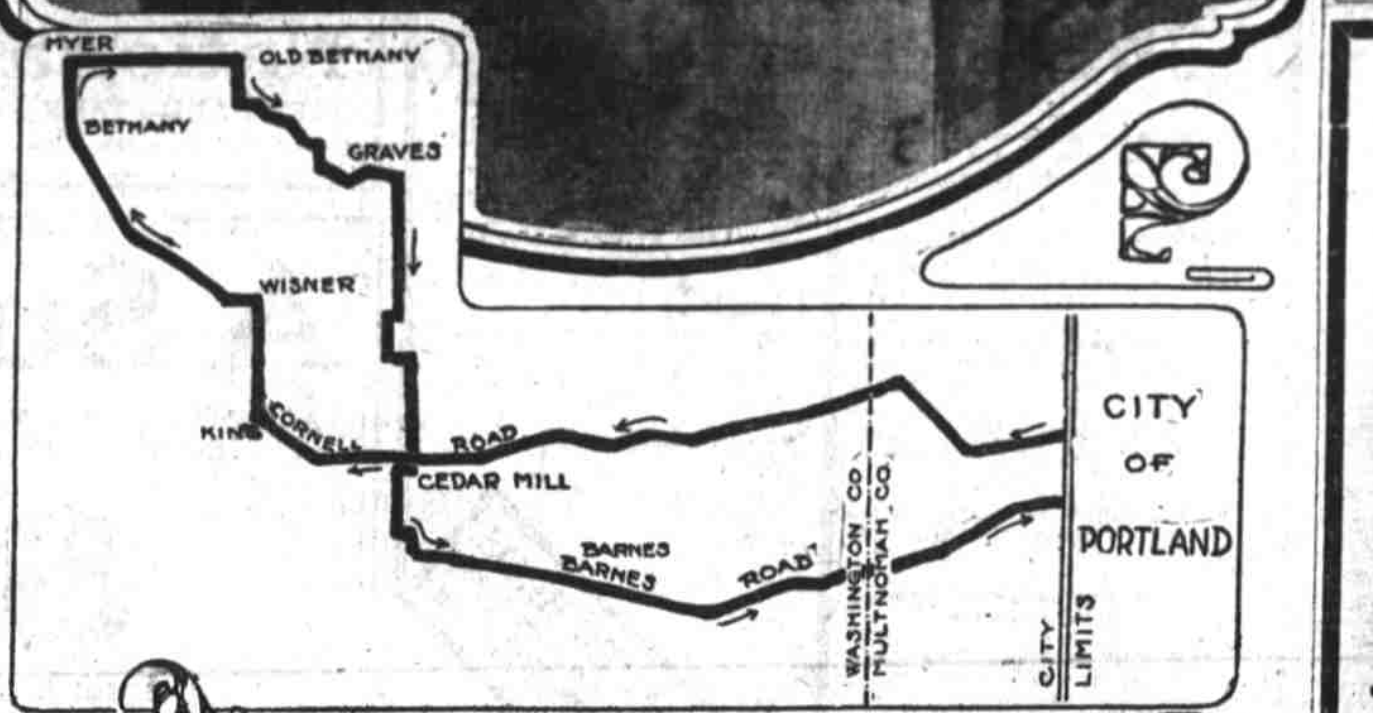 MYER
OLD BETHANY
BETHANY
GRAVES
WISNER
KING
CORNELL ROAD
CEDAR MILL
BARNES
BARNES ROAD
WASHINGTON CO.
MULTNOMAH CO.
CITY LIMITS
CITY
OF
PORTLAND